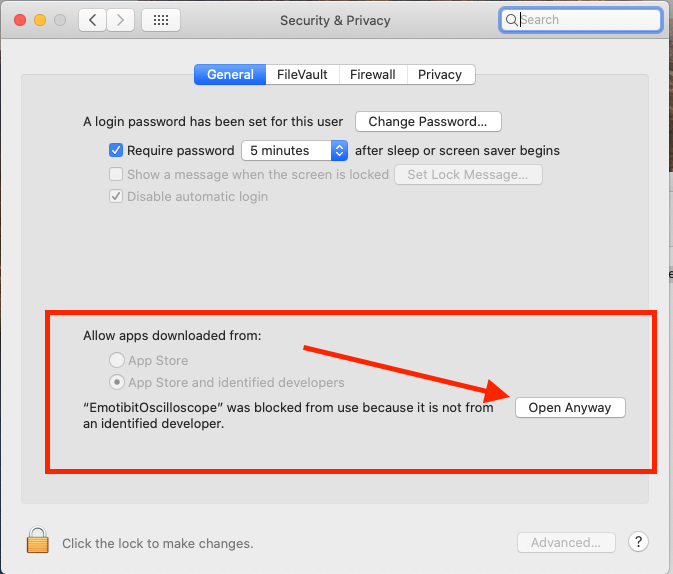 Security & Privacy
Search
General FileVault Firewall Privacy
A login password has been set for this user Change Password...
Require password 5 minutes after sleep or screen saver begins
Show a message when the screen is locked Set Lock Message...
Disable automatic login
Allow apps downloaded from:
App Store
App Store and identified developers
“EmotibitOscilloscope” was blocked from use because it is not from Open Anyway
an identified developer.
Click the lock to make changes. Advanced... ?